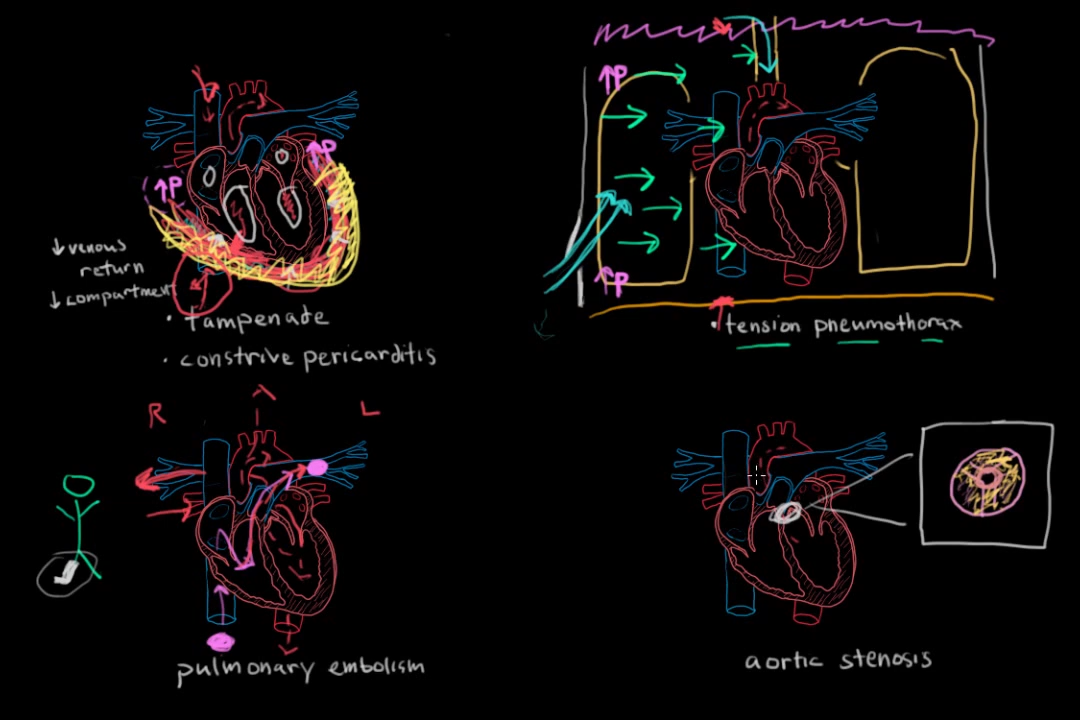 ↑P
↑P
↓ venous
return
↓ compartment
• tampenade
• constrive pericarditis
↑P
↑P
• tension pneumothorax
R
L
pulmonary embolism
aortic stenosis